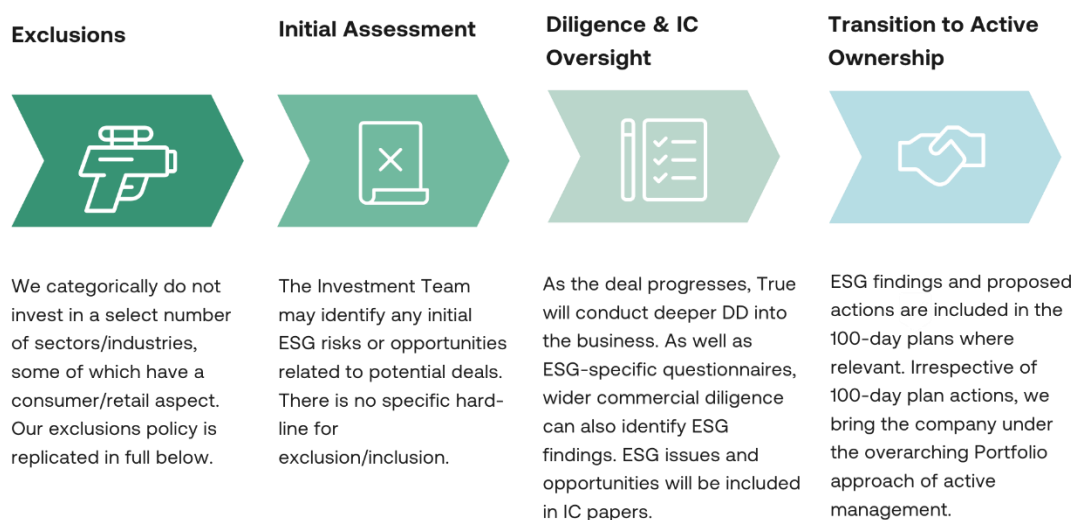 Exclusions
We categorically do not
invest in a select number
of sectors/industries,
some of which have a
consumer/retail aspect.
Our exclusions policy is
replicated in full below.
Initial Assessment
The Investment Team
may identify any initial
ESG risks or opportunities
related to potential deals.
There is no specific hard-
line for
exclusion/inclusion.
Diligence & IC
Oversight
As the deal progresses, True
will conduct deeper DD into
the business. As well as
ESG-specific questionnaires,
wider commercial diligence
can also identify ESG
findings. ESG issues and
opportunities will be included
in IC papers.
Transition to Active
Ownership
ESG findings and proposed
actions are included in the
100-day plans where
relevant. Irrespective of
100-day plan actions, we
bring the company under
the overarching Portfolio
approach of active
management.